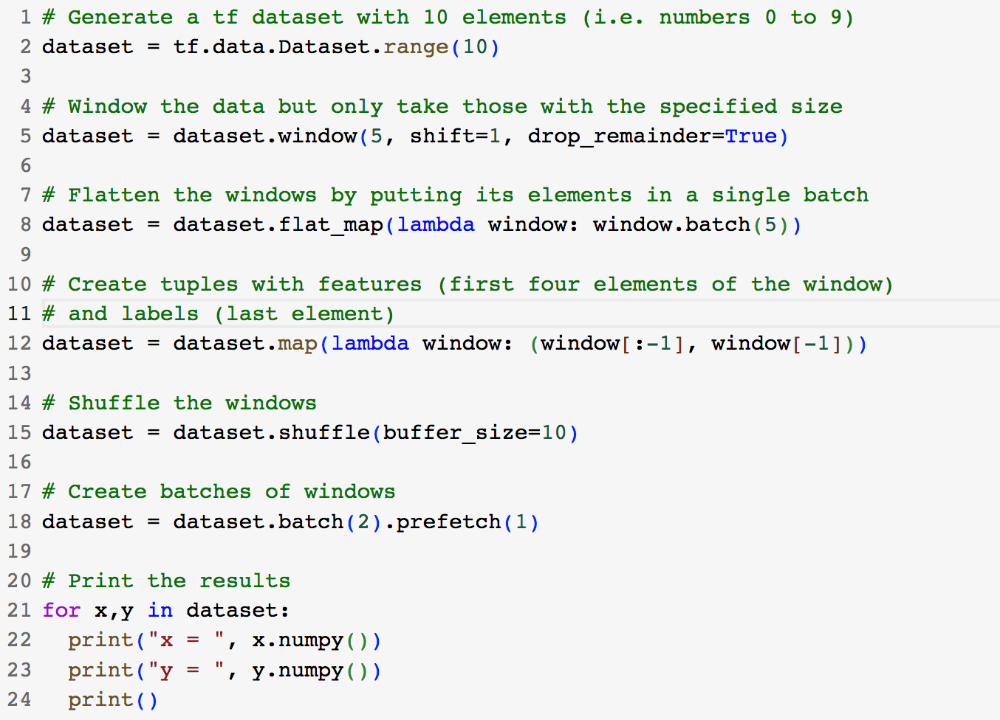 1 # Generate a tf dataset with 10 elements (i.e. numbers 0 to 9)
2 dataset = tf.data.Dataset.range(10)
3
4 # Window the data but only take those with the specified size
5 dataset = dataset.window(5, shift=1, drop_remainder=True)
6
7 # Flatten the windows by putting its elements in a single batch
8 dataset = dataset.flat_map(lambda window: window.batch(5))
9
10 # Create tuples with features (first four elements of the window)
11 # and labels (last element)
12 dataset = dataset.map(lambda window: (window[:-1], window[-1]))
13
14 # Shuffle the windows
15 dataset = dataset.shuffle(buffer_size=10)
16
17 # Create batches of windows
18 dataset = dataset.batch(2).prefetch(1)
19
20 # Print the results
21 for x,y in dataset:
22   print("x = ", x.numpy())
23   print("y = ", y.numpy())
24   print()